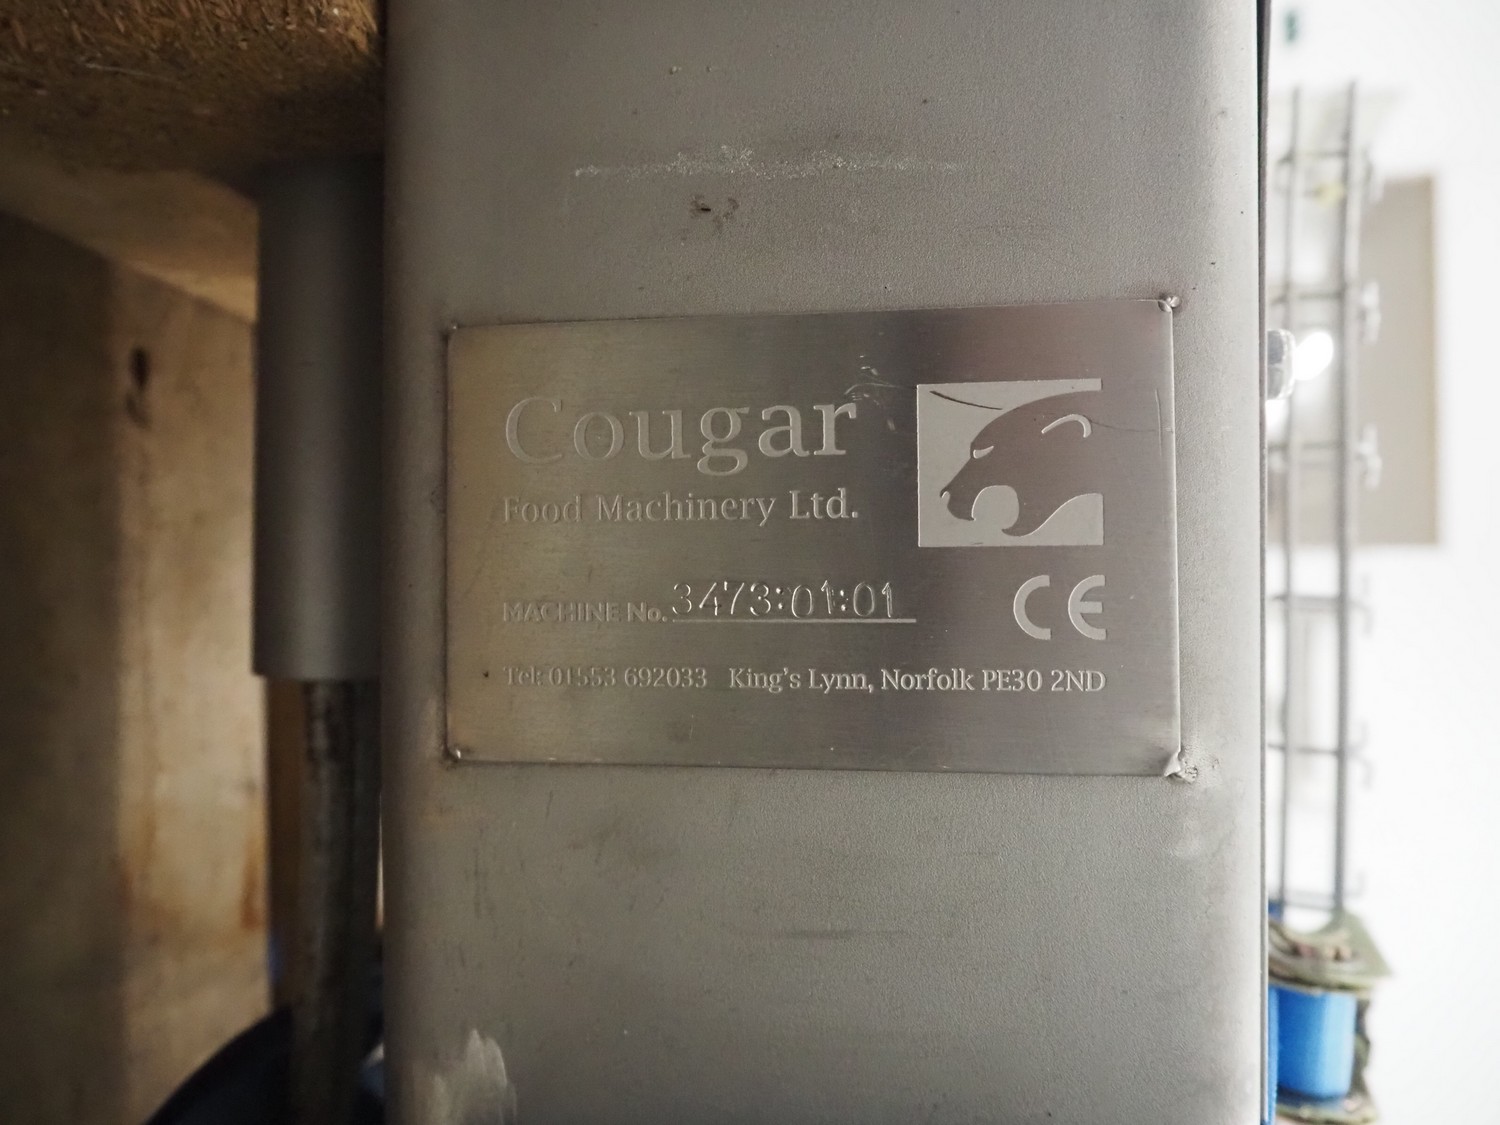 Cougar
Food Machinery Ltd.
MACHINE No. 3473:01:01
CE
Tel: 01553 692033 King's Lynn, Norfolk PE30 2ND